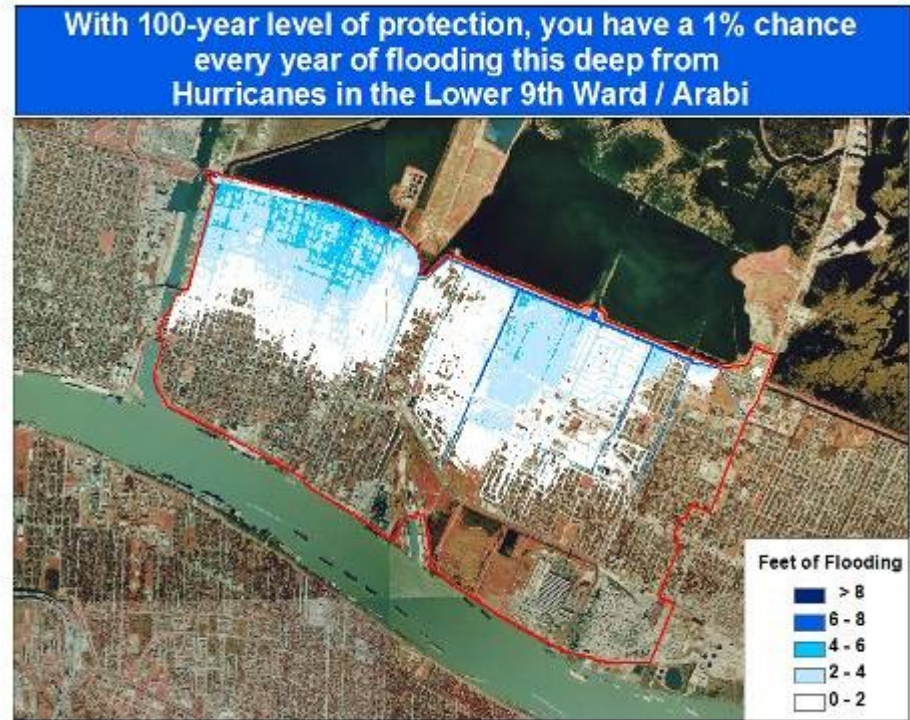 With 100-year level of protection, you have a 1% chance
every year of flooding this deep from
Hurricanes in the Lower 9th Ward / Arabi
Feet of Flooding
> 8
6 - 8
4 - 6
2 - 4
0 - 2